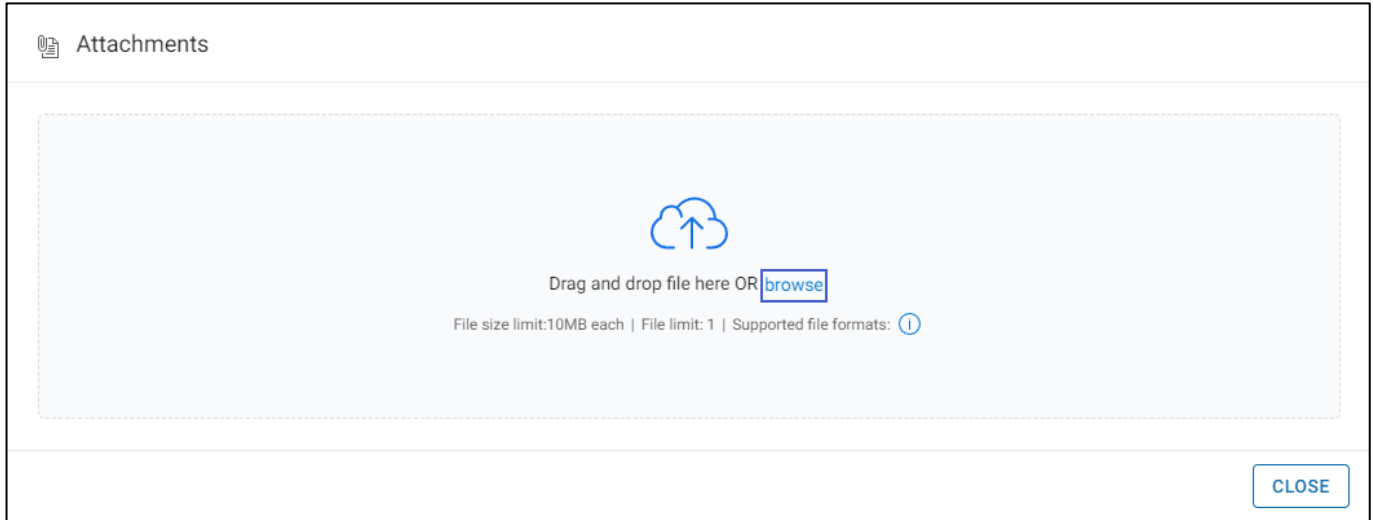 Attachments
Drag and drop file here OR browse
File size limit:10MB each | File limit: 1 | Supported file formats: i
CLOSE